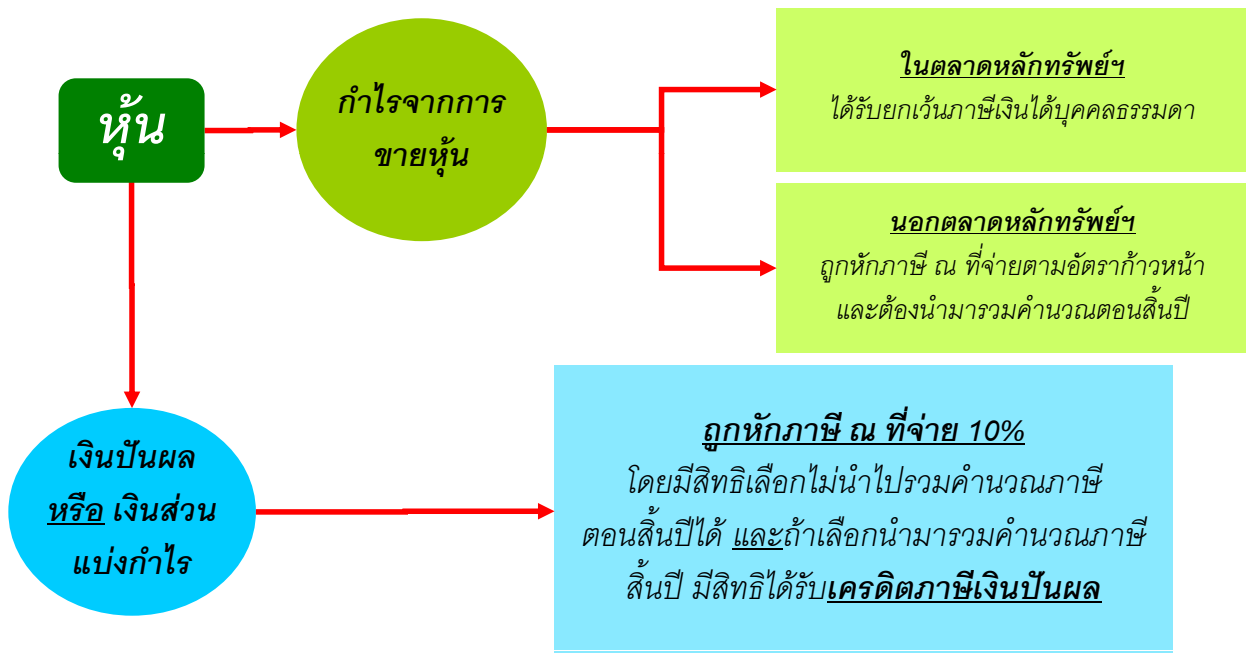 หุ้น
กำไรจากการ
ขายหุ้น
ในตลาดหลักทรัพย์ฯ
ได้รับยกเว้นภาษีเงินได้บุคคลธรรมดา
นอกตลาดหลักทรัพย์ฯ
ถูกหักภาษี ณ ที่จ่ายตามอัตราก้าวหน้า
และต้องนำมารวมคำนวณตอนสิ้นปี
เงินปันผล
หรือ เงินส่วน
แบ่งกำไร
ถูกหักภาษี ณ ที่จ่าย 10%
โดยมีสิทธิเลือกไม่นำไปรวมคำนวณภาษี
ตอนสิ้นปีได้ และถ้าเลือกนำมารวมคำนวณภาษี
สิ้นปี มีสิทธิได้รับเครดิตภาษีเงินปันผล